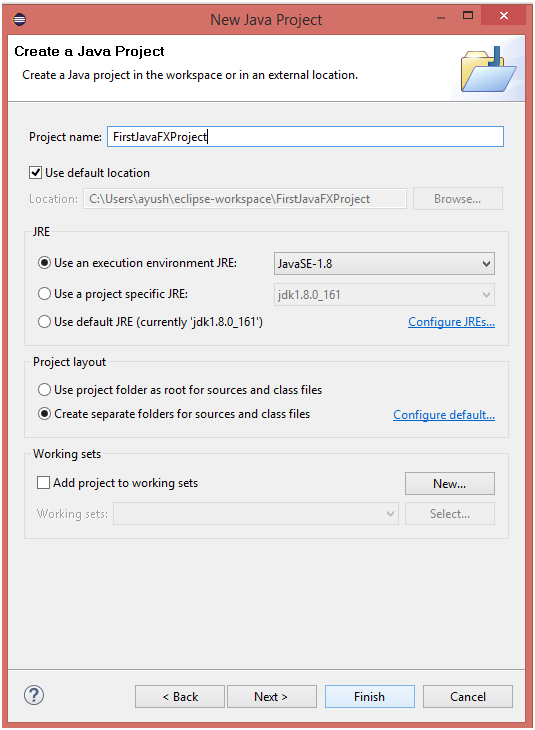 New Java Project
Create a Java Project
Create a Java project in the workspace or in an external location.
Project name: FirstJavaFXProject
Use default location
Location: C:\Users\ayush\eclipse-workspace\FirstJavaFXProject Browse...
JRE
Use an execution environment JRE: JavaSE-1.8
Use a project specific JRE: jdk1.8.0_161
Use default JRE (currently 'jdk1.8.0_161') Configure JREs...
Project layout
Use project folder as root for sources and class files
Create separate folders for sources and class files Configure default...
Working sets
Add project to working sets New...
Working sets: Select...
? < Back Next > Finish Cancel